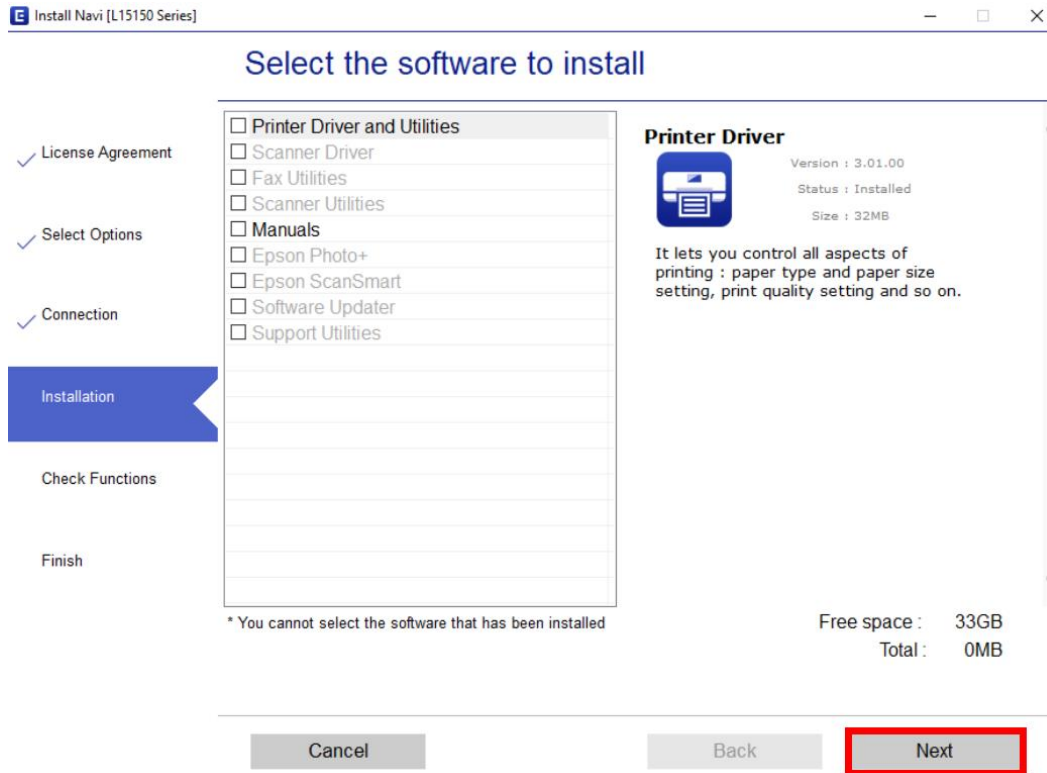 E Install Navi [L15150 Series]
Select the software to install
License Agreement
Select Options
Connection
Installation
Check Functions
Finish
Printer Driver and Utilities
Scanner Driver
Fax Utilities
Scanner Utilities
Manuals
Epson Photo+
Epson ScanSmart
Software Updater
Support Utilities
* You cannot select the software that has been installed
Printer Driver
Version : 3.01.00
Status : Installed
Size : 32MB
It lets you control all aspects of
printing : paper type and paper size
setting, print quality setting and so on.
Free space : 33GB
Total : 0MB
Cancel
Back
Next